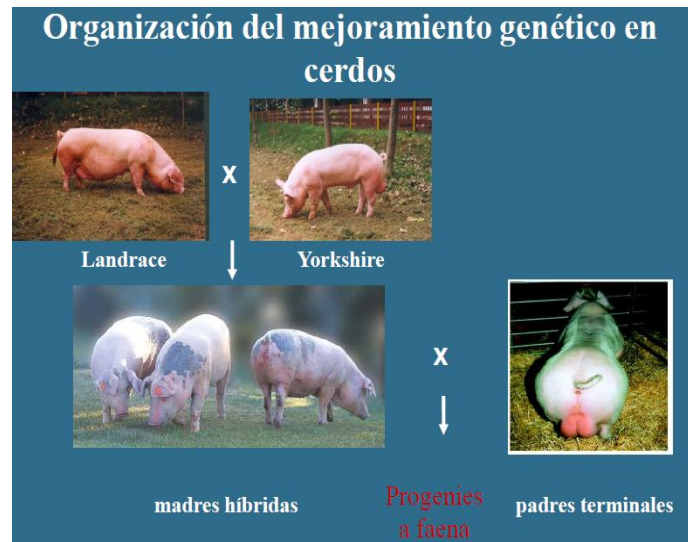 Organización del mejoramiento genético en
cerdos
x
Landrace
Yorkshire
x
madres híbridas
Progenies
a faena
padres terminales